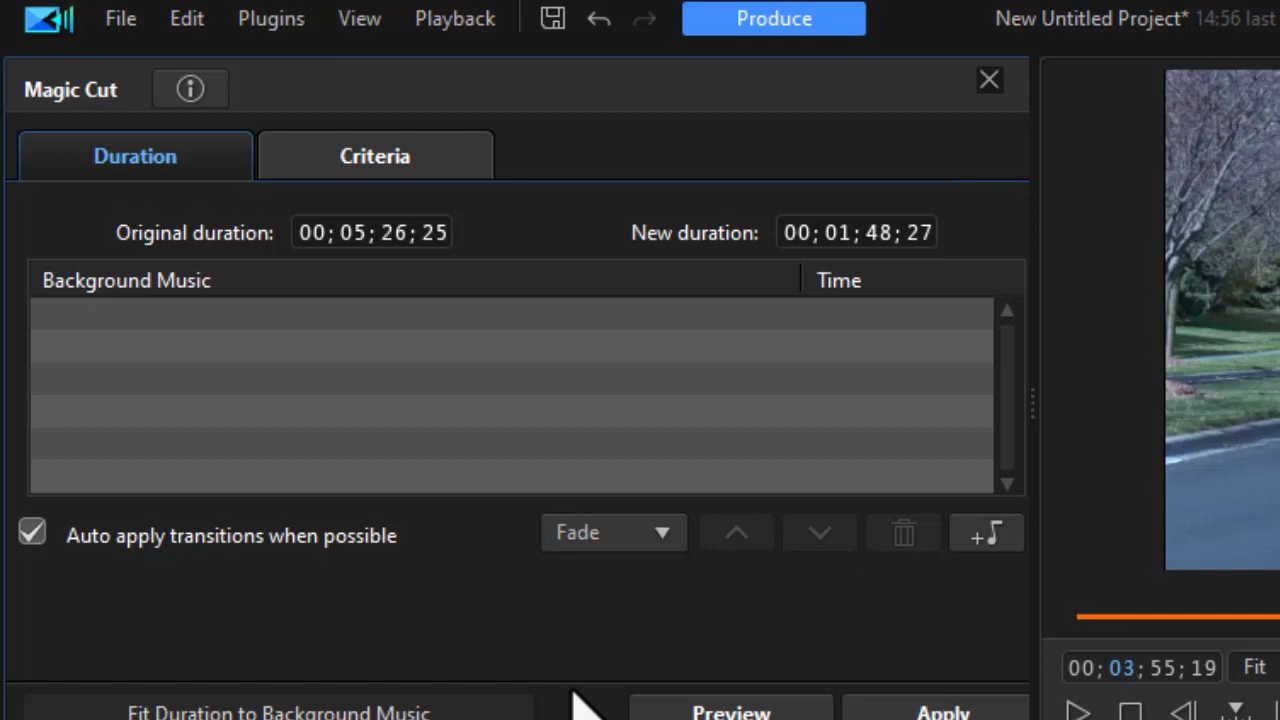 File Edit Plugins View Playback Produce New Untitled Project* 14:56 last
Magic Cut
Duration Criteria
Original duration: 00; 05; 26; 25 New duration: 00; 01; 48; 27
Background Music Time
Auto apply transitions when possible Fade
00; 03; 55; 19 Fit
Fit Duration to Background Music Preview Apply